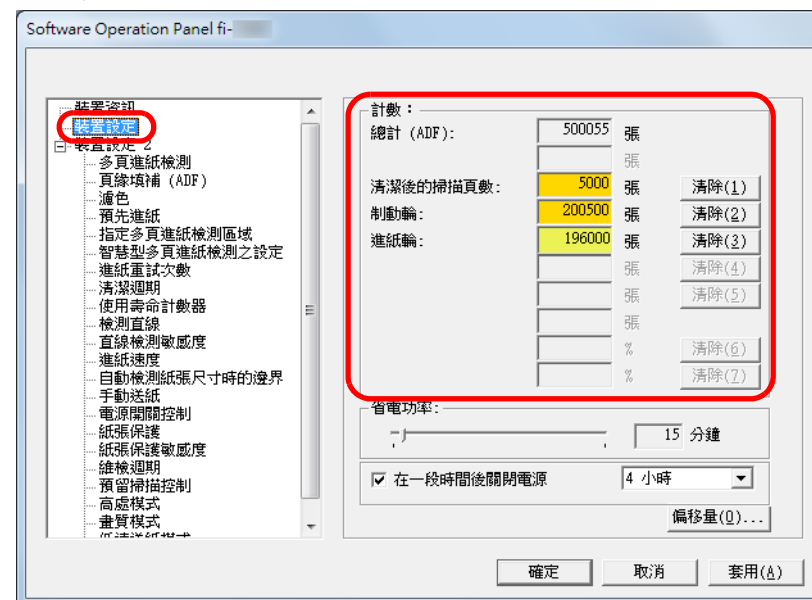 Software Operation Panel fi-
裝置資訊
裝置設定
裝置設定 2
多頁進紙檢測
頁緣填補 (ADF)
濾色
預先進紙
指定多頁進紙檢測區域
智慧型多頁進紙檢測之設定
進紙重試次數
清潔週期
使用壽命計數器
檢測直線
直線檢測敏感度
進紙速度
自動檢測紙張尺寸時的邊界
手動送紙
電源開關控制
紙張保護
紙張保護敏感度
維檢週期
預留掃描控制
高處模式
畫質模式
低速送紙模式
計數：
總計 (ADF): 500055 張
張
清潔後的掃描頁數: 5000 張 清除(1)
制動輪: 200500 張 清除(2)
進紙輪: 196000 張 清除(3)
張 清除(4)
張 清除(5)
張
% 清除(6)
% 清除(7)
省電功率:
15 分鐘
在一段時間後關閉電源 4 小時
偏移量(O)...
確定 取消 套用(A)